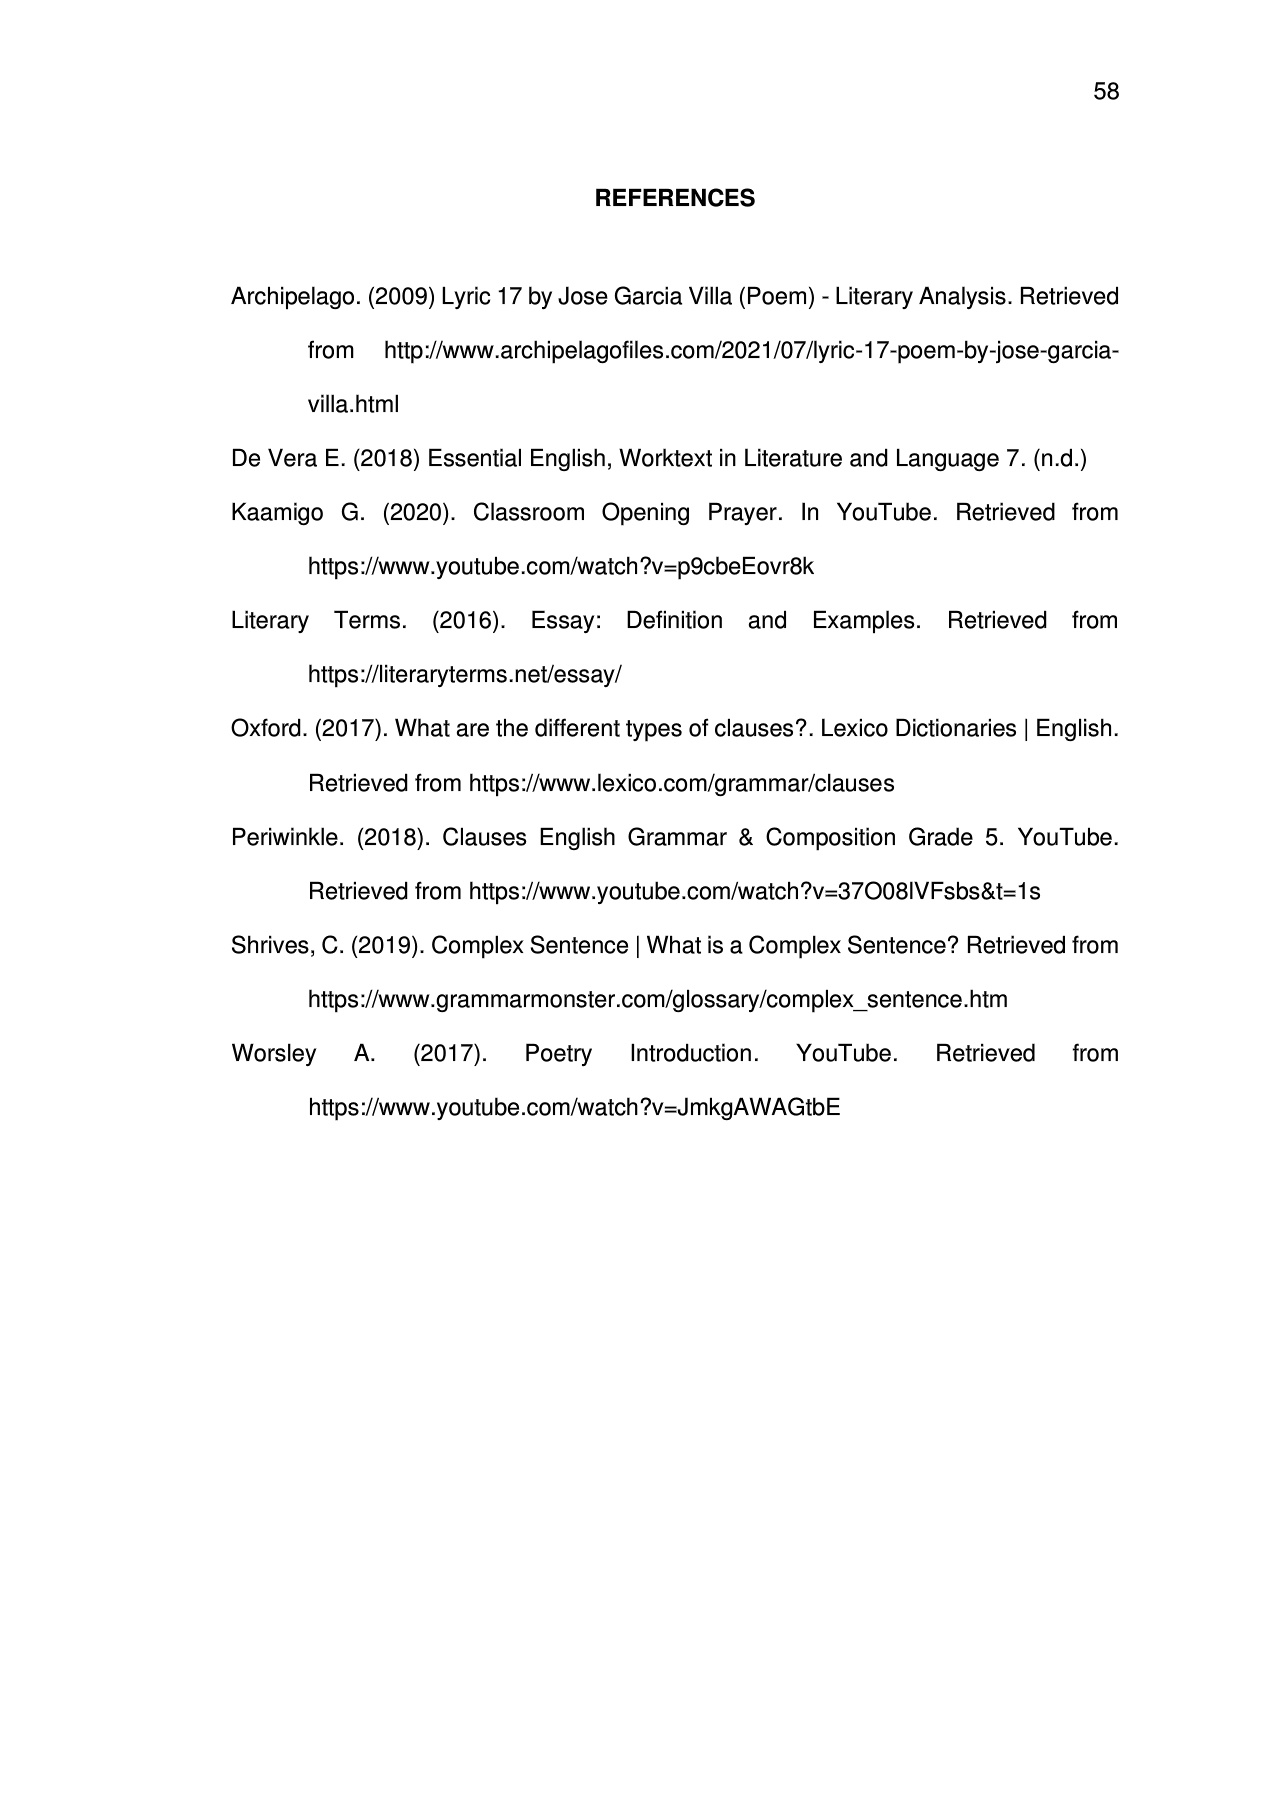 58
REFERENCES
Archipelago. (2009) Lyric 17 by Jose Garcia Villa (Poem) - Literary Analysis. Retrieved
from http://www.archipelagofiles.com/2021/07/lyric-17-poem-by-jose-garcia-
villa.html
De Vera E. (2018) Essential English, Worktext in Literature and Language 7. (n.d.)
Kaamigo G. (2020). Classroom Opening Prayer. In YouTube. Retrieved from
https://www.youtube.com/watch?v=p9cbeEovr8k
Literary Terms. (2016). Essay: Definition and Examples. Retrieved from
https://literaryterms.net/essay/
Oxford. (2017). What are the different types of clauses?. Lexico Dictionaries | English.
Retrieved from https://www.lexico.com/grammar/clauses
Periwinkle. (2018). Clauses English Grammar & Composition Grade 5. YouTube.
Retrieved from https://www.youtube.com/watch?v=37O08lVFsbs&t=1s
Shrives, C. (2019). Complex Sentence | What is a Complex Sentence? Retrieved from
https://www.grammarmonster.com/glossary/complex_sentence.htm
Worsley A. (2017). Poetry Introduction. YouTube. Retrieved from
https://www.youtube.com/watch?v=JmkgAWAGtbE